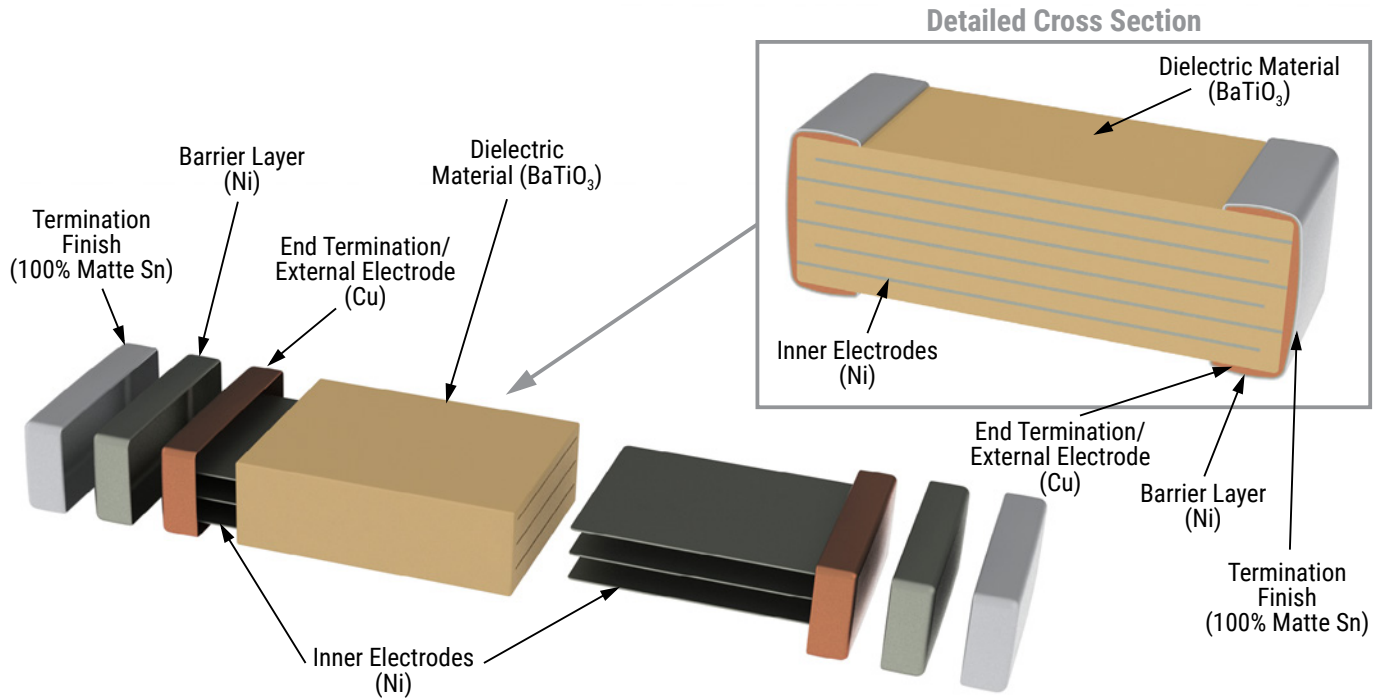 Detailed Cross Section
Dielectric Material
(BaTiO₃)
Inner Electrodes
(Ni)
End Termination/
External Electrode
(Cu)
Barrier Layer
(Ni)
Termination
Finish
(100% Matte Sn)
Termination
Finish
(100% Matte Sn)
Barrier Layer
(Ni)
End Termination/
External Electrode
(Cu)
Dielectric
Material (BaTiO₃)
Inner Electrodes
(Ni)